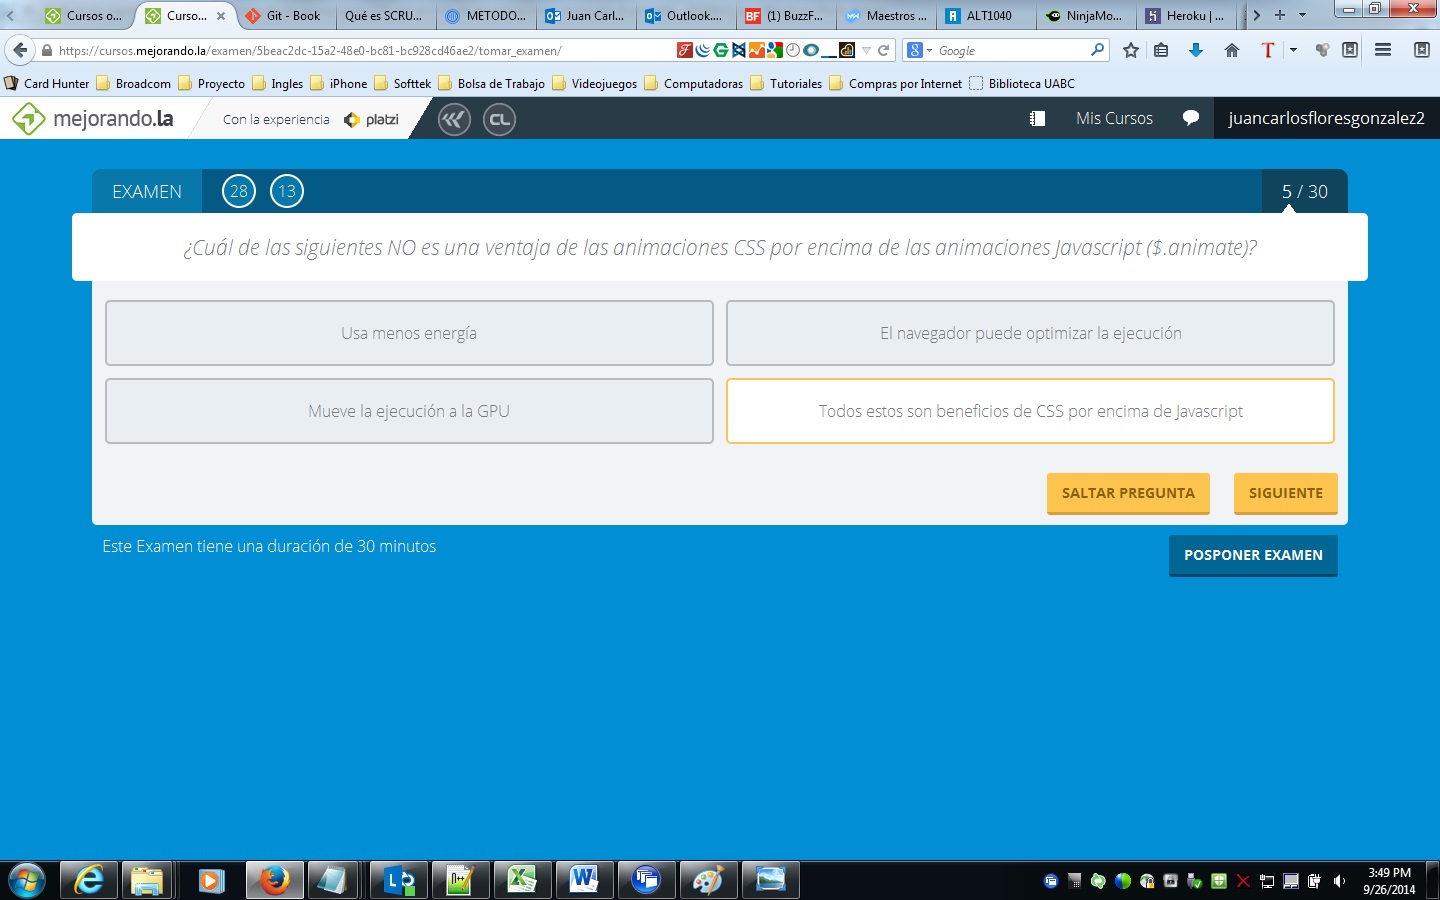 Cursos o...
Curso...
Git - Book
Qué es SCRU...
METODO...
Juan Carl...
Outlook....
(1) BuzzF...
Maestros ...
ALT1040
NinjaMo...
Heroku | ...
https://cursos.mejorando.la/examen/5beac2dc-15a2-48e0-bc81-bc928cd46ae2/tomar_examen/
Google
Card Hunter
Broadcom
Proyecto
Ingles
iPhone
Softtek
Bolsa de Trabajo
Videojuegos
Computadoras
Tutoriales
Compras por Internet
Biblioteca UABC
mejorando.la
Con la experiencia
platzi
CL
Mis Cursos
juancarlosfloresgonzalez2
EXAMEN
28
13
5 / 30
¿Cuál de las siguientes NO es una ventaja de las animaciones CSS por encima de las animaciones Javascript ($.animate)?
Usa menos energía
El navegador puede optimizar la ejecución
Mueve la ejecución a la GPU
Todos estos son beneficios de CSS por encima de Javascript
SALTAR PREGUNTA
SIGUIENTE
Este Examen tiene una duración de 30 minutos
POSPONER EXAMEN
3:49 PM
9/26/2014